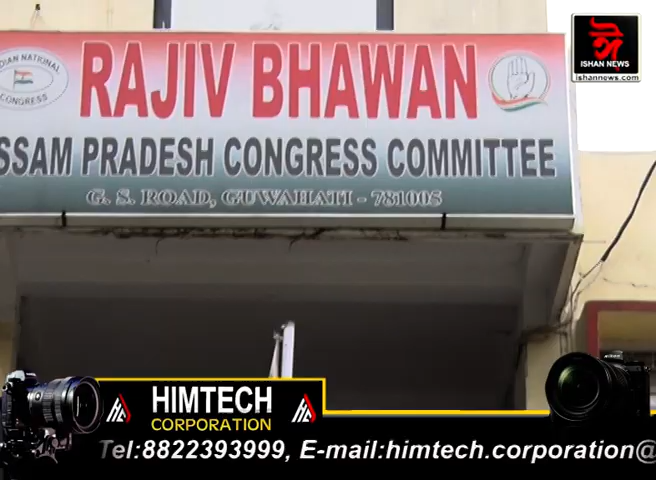 DIAN NATIONAL
CONGRESS
RAJIV BHAWAN
SSAM PRADESH CONGRESS COMMITTEE
G. S. ROAD, GUWAHATI - 781005
ISHAN NEWS
ishannews.com
HIMTECH
CORPORATION
Tel:8822393999, E-mail:himtech.corporation@